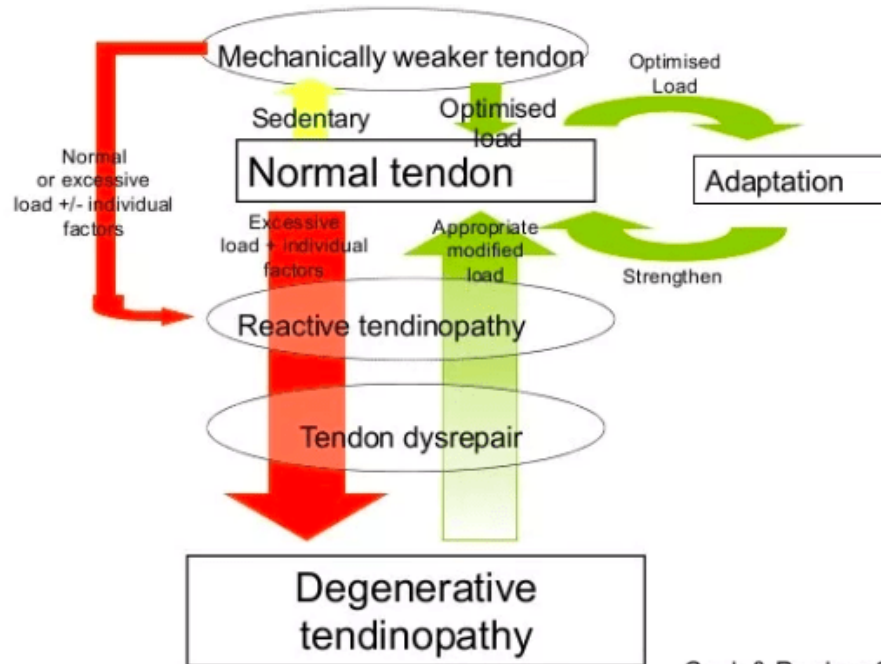 Mechanically weaker tendon
Optimised
Load
Sedentary
Optimised
load
Normal
or excessive
load +/- individual
factors
Normal tendon
Adaptation
Excessive
load + individual
factors
Appropriate
modified
load
Strengthen
Reactive tendinopathy
Tendon dysrepair
Degenerative
tendinopathy